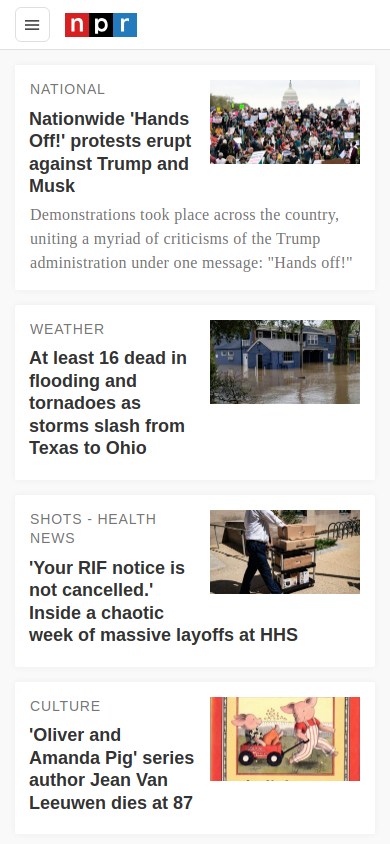 npr
NATIONAL
Nationwide 'Hands
Off!' protests erupt
against Trump and
Musk
Demonstrations took place across the country,
uniting a myriad of criticisms of the Trump
administration under one message: "Hands off!"
WEATHER
At least 16 dead in
flooding and
tornadoes as
storms slash from
Texas to Ohio
SHOTS - HEALTH
NEWS
'Your RIF notice is
not cancelled.'
Inside a chaotic
week of massive layoffs at HHS
CULTURE
'Oliver and
Amanda Pig' series
author Jean Van
Leeuwen dies at 87